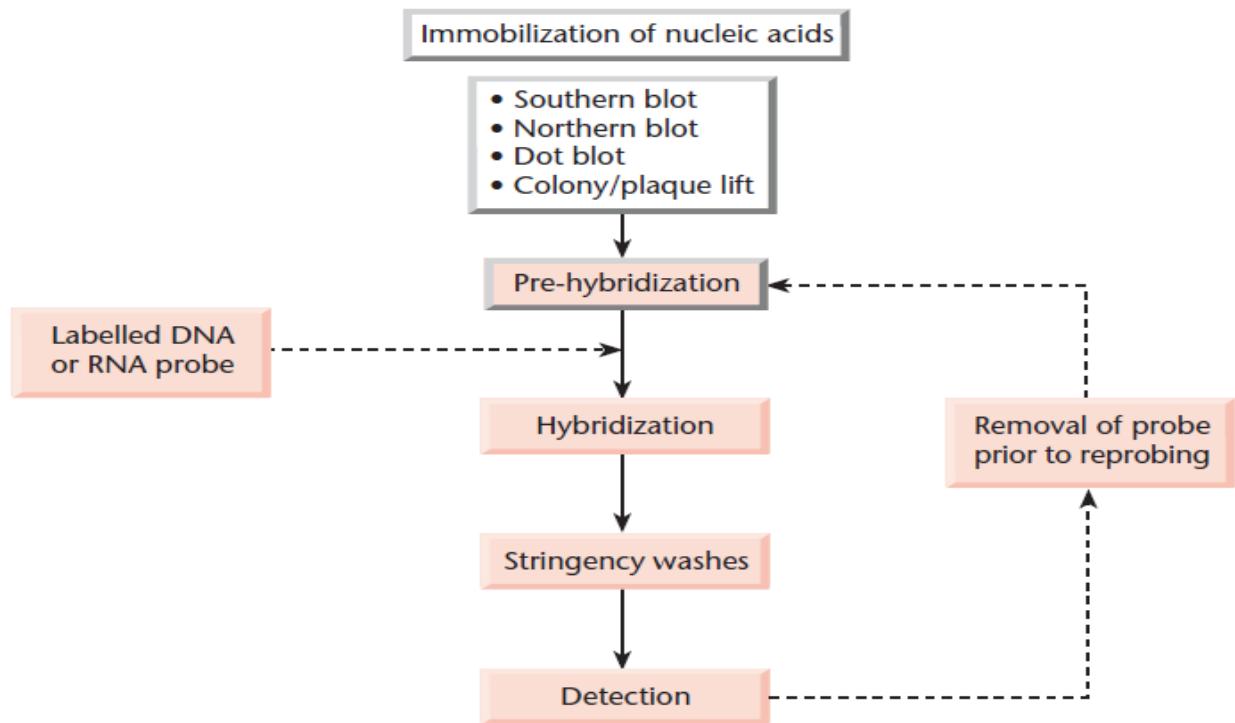 Immobilization of nucleic acids
• Southern blot
• Northern blot
• Dot blot
• Colony/plaque lift
Pre-hybridization
Labelled DNA
or RNA probe
Hybridization
Removal of probe
prior to reprobing
Stringency washes
Detection